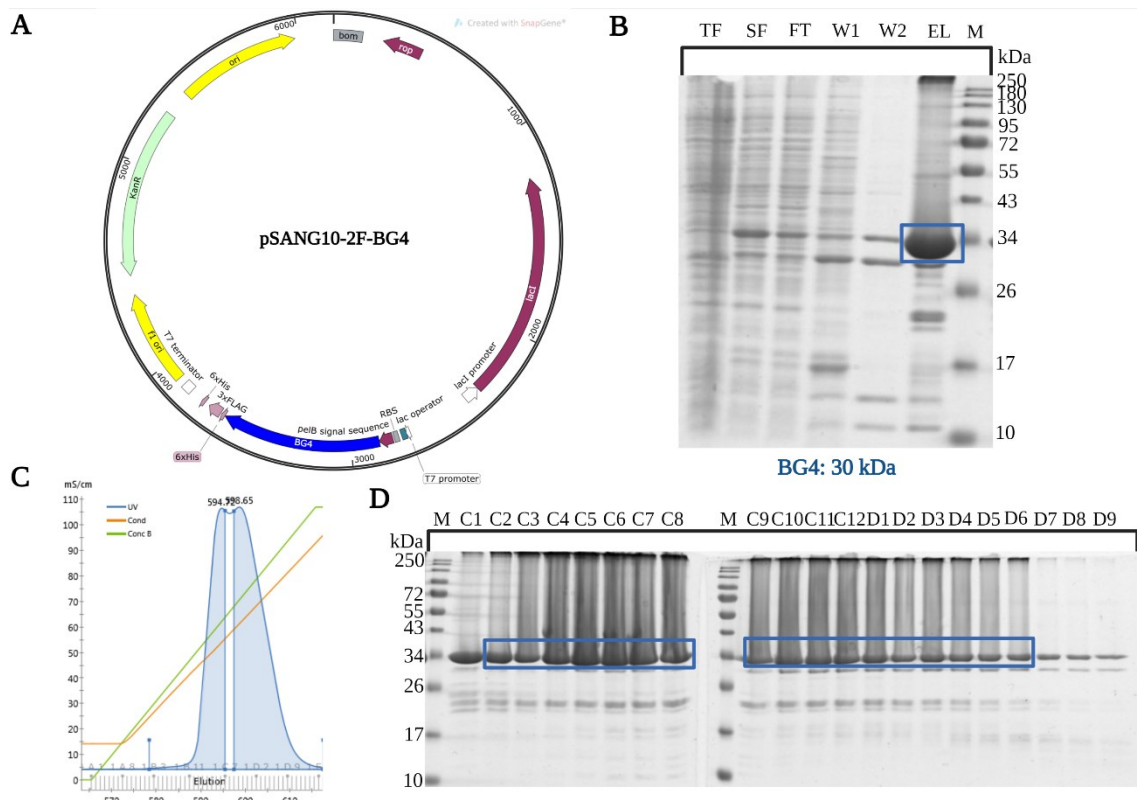 A
Created with SnapGene®
6000
bom
rop
ori
1000
KanR
5000
pSANG10-2F-BG4
lacI
2000
f1 ori
T7 terminator
4000
6xHis
3xFLAG
6xHis
BG4
pelB signal sequence
RBS
lac operator
lacI promoter
3000
T7 promoter
B
TF SF FT W1 W2 EL M
kDa
250
180
130
95
72
55
43
34
26
17
10
BG4: 30 kDa
C
mS/cm
110
100
90
80
70
60
50
40
30
20
10
0
UV
Cond
Conc B
598.65
Elution
D
M C1 C2 C3 C4 C5 C6 C7 C8
M C9 C10 C11 C12 D1 D2 D3 D4 D5 D6 D7 D8 D9
kDa
250
72
55
43
34
26
17
10